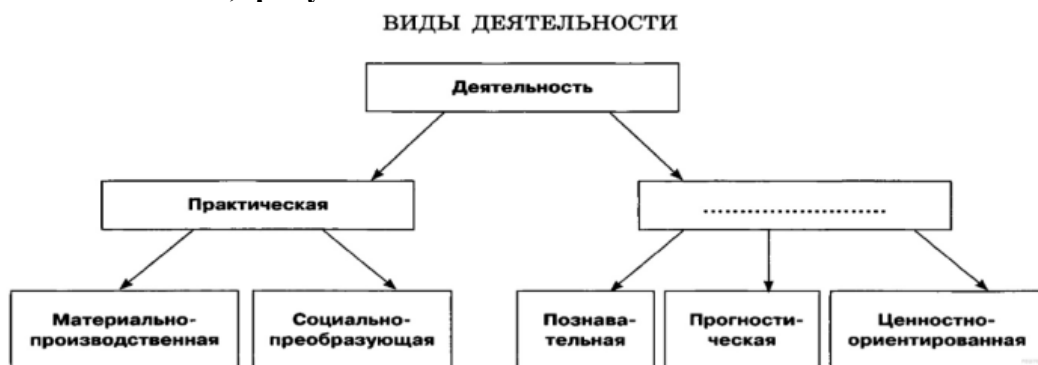 ВИДЫ ДЕЯТЕЛЬНОСТИ
Деятельность
Практическая
..........................
Материально-
производственная
Социально-
преобразующая
Познава-
тельная
Прогности-
ческая
Ценностно-
ориентированная